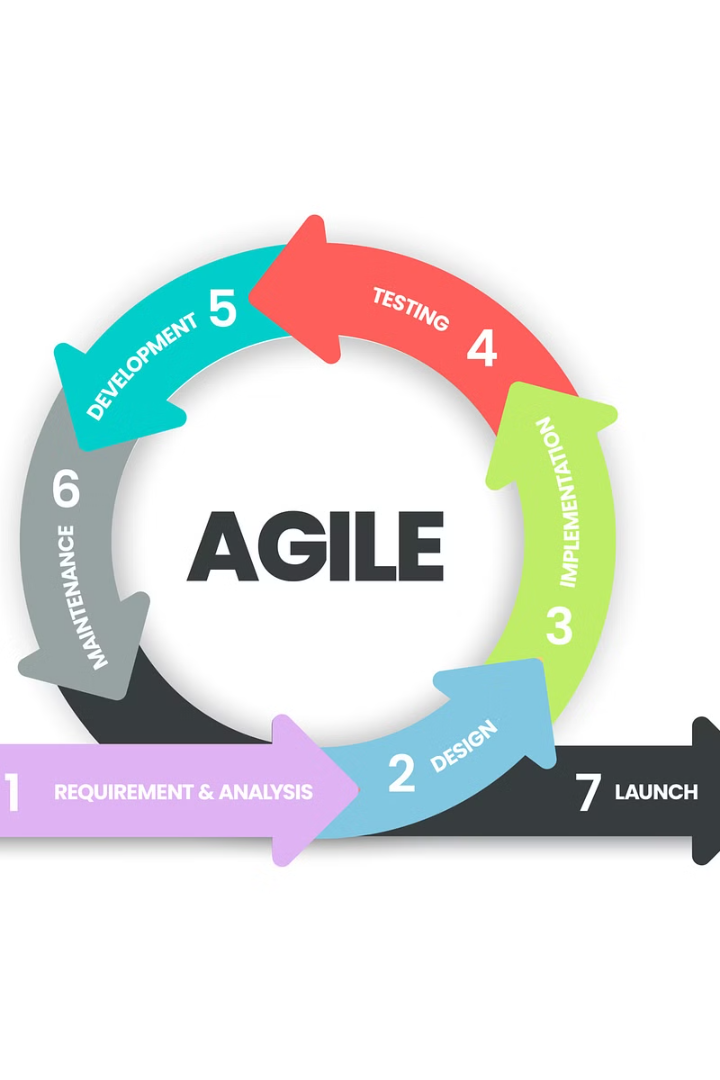 AGILE
1 REQUIREMENT & ANALYSIS
2 DESIGN
3 IMPLEMENTATION
4 TESTING
5 DEVELOPMENT
6 MAINTENANCE
7 LAUNCH